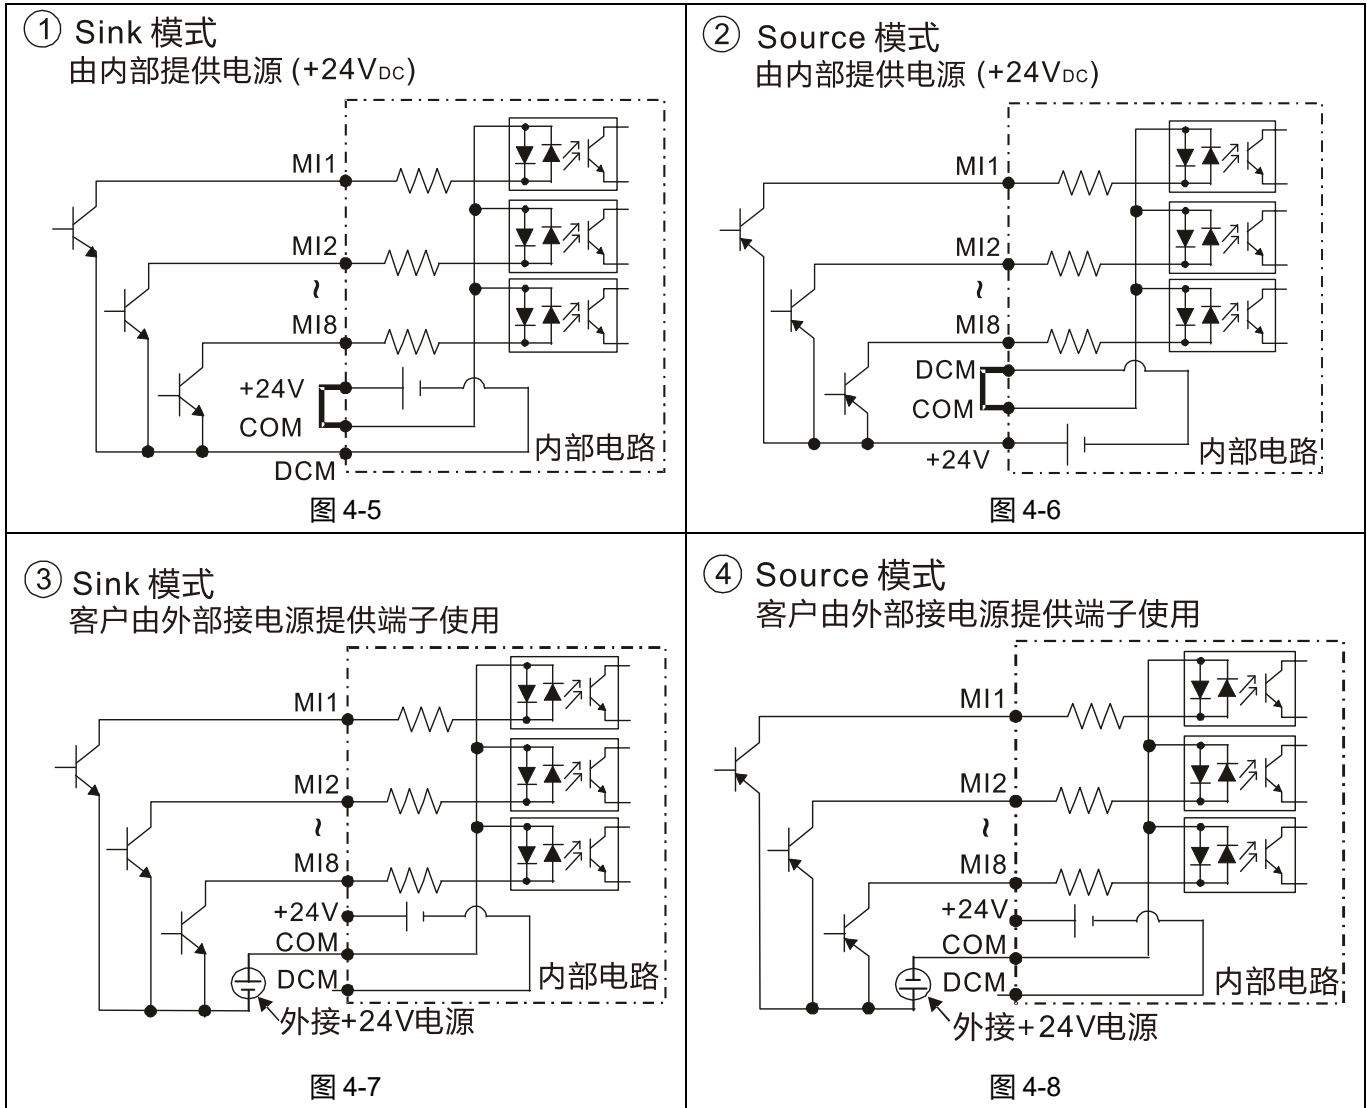 ① Sink 模式
由内部提供电源 (+24VDC)
MI1
MI2
~
MI8
+24V
COM
DCM
内部电路
图 4-5
② Source 模式
由内部提供电源 (+24VDC)
MI1
MI2
~
MI8
DCM
COM
+24V
内部电路
图 4-6
③ Sink 模式
客户由外部接电源提供端子使用
MI1
MI2
~
MI8
+24V
COM
DCM
内部电路
外接+24V电源
图 4-7
④ Source 模式
客户由外部接电源提供端子使用
MI1
MI2
~
MI8
+24V
COM
DCM
内部电路
外接+24V电源
图 4-8